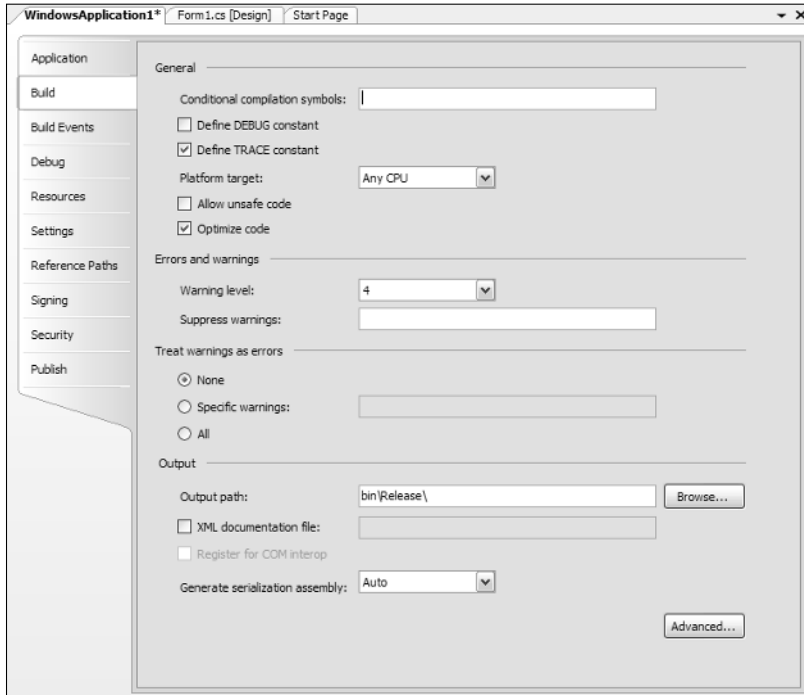 WindowsApplication1* Form1.cs [Design] Start Page
Application
Build
Build Events
Debug
Resources
Settings
Reference Paths
Signing
Security
Publish
General
Conditional compilation symbols:
Define DEBUG constant
Define TRACE constant
Platform target: Any CPU
Allow unsafe code
Optimize code
Errors and warnings
Warning level: 4
Suppress warnings:
Treat warnings as errors
None
Specific warnings:
All
Output
Output path: bin\Release\ Browse...
XML documentation file:
Register for COM interop
Generate serialization assembly: Auto
Advanced...